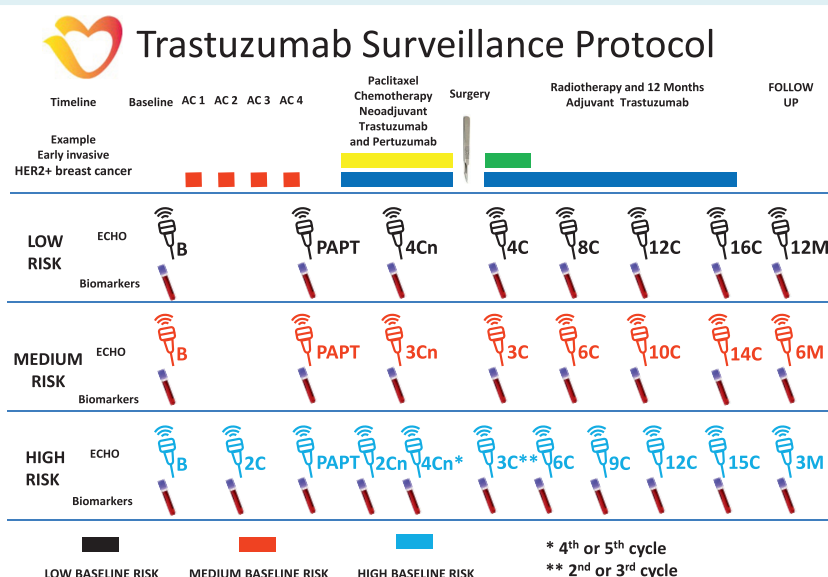 Trastuzumab Surveillance Protocol
Timeline
Baseline
AC 1
AC 2
AC 3
AC 4
Paclitaxel
Chemotherapy
Neoadjuvant
Trastuzumab
and Pertuzumab
Surgery
Radiotherapy and 12 Months
Adjuvant Trastuzumab
FOLLOW
UP
Example
Early invasive
HER2+ breast cancer
LOW
RISK
ECHO
B
PAPT
4Cn
4C
8C
12C
16C
12M
Biomarkers
MEDIUM
RISK
ECHO
B
PAPT
3Cn
3C
6C
10C
14C
6M
Biomarkers
HIGH
RISK
ECHO
B
2C
PAPT
2Cn
4Cn*
3C**
6C
9C
12C
15C
3M
Biomarkers
LOW BASELINE RISK
MEDIUM BASELINE RISK
HIGH BASELINE RISK
* 4th or 5th cycle
** 2nd or 3rd cycle